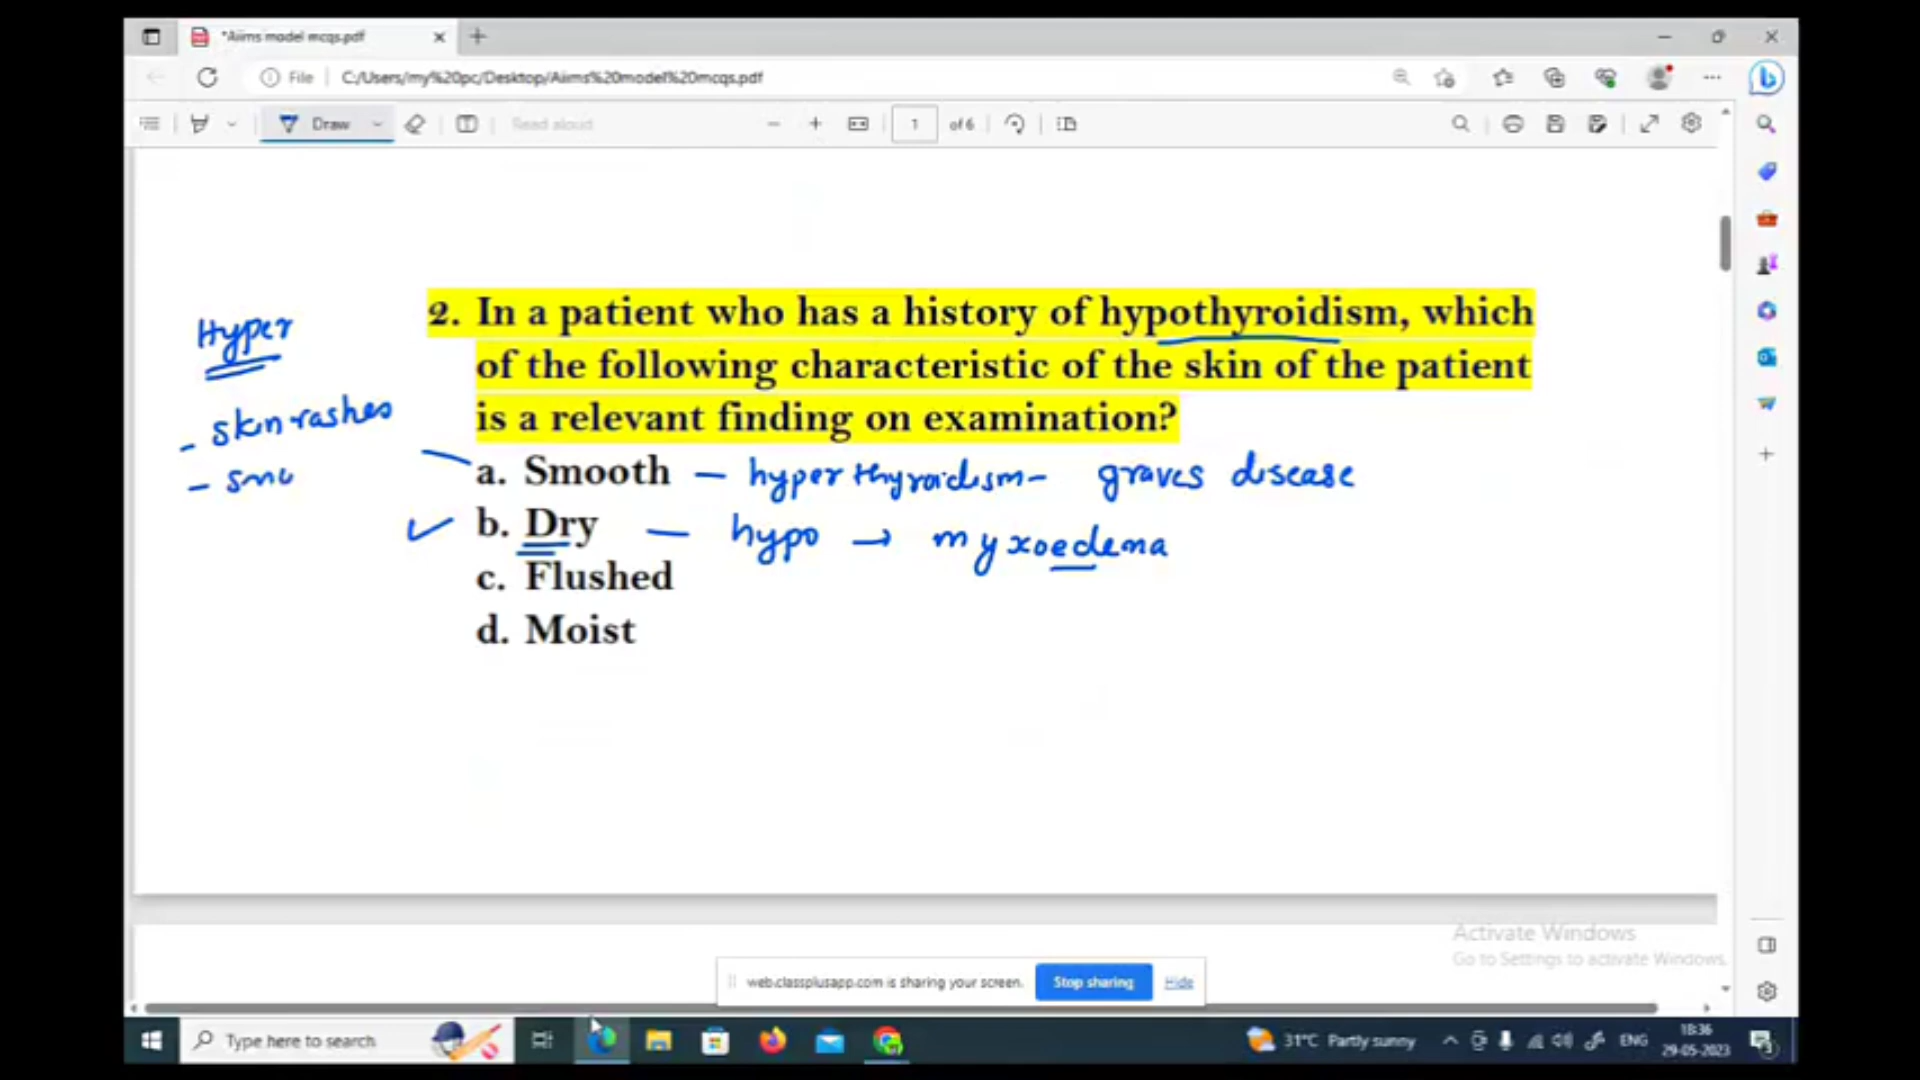 *Aiims model mcqs.pdf
File
C:/Users/my%20pc/Desktop/Aiims%20model%20mcqs.pdf
Draw
Read aloud
1
of 6
2. In a patient who has a history of hypothyroidism, which
of the following characteristic of the skin of the patient
is a relevant finding on examination?
Hyper
- skin rashes
- smo
a. Smooth - hyperthyroidism - graves disease
b. Dry - hypo → myxoedema
c. Flushed
d. Moist
Activate Windows
Go to Settings to activate Windows.
web.classplusapp.com is sharing your screen.
Stop sharing
Hide
Type here to search
31°C Partly sunny
ENG
18:36
29-05-2023